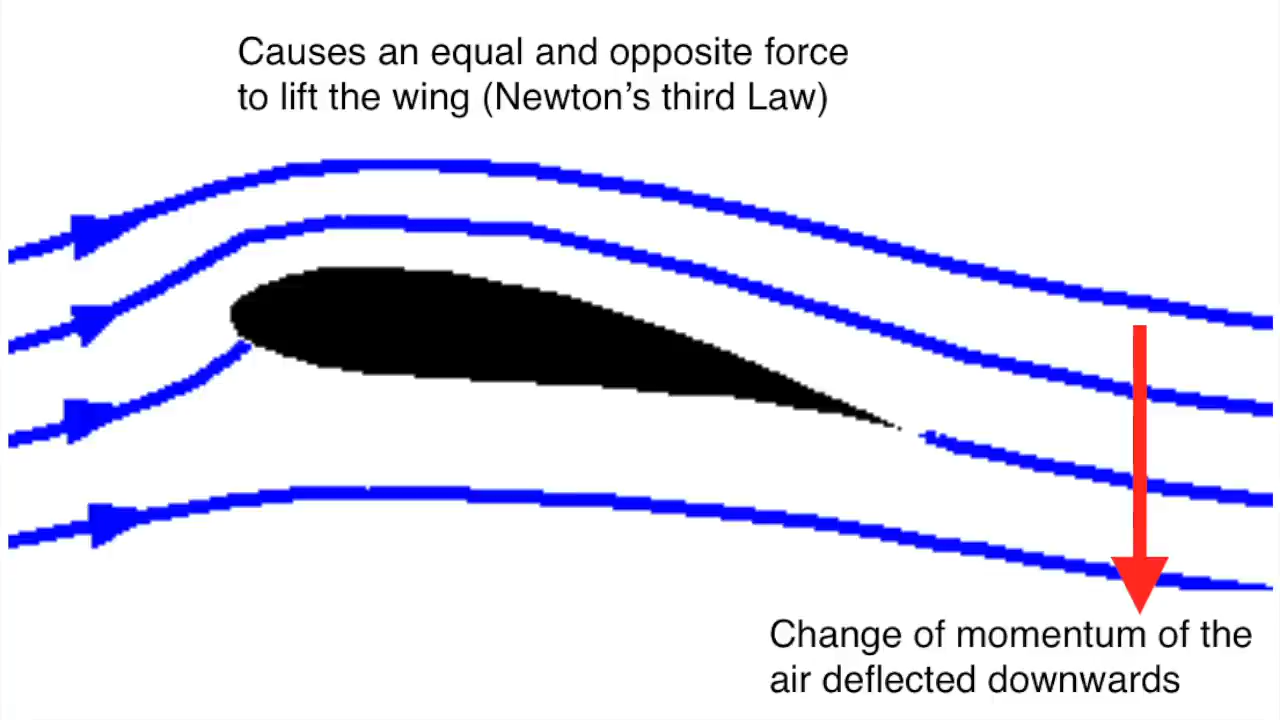 Causes an equal and opposite force
to lift the wing (Newton’s third Law)
Change of momentum of the
air deflected downwards